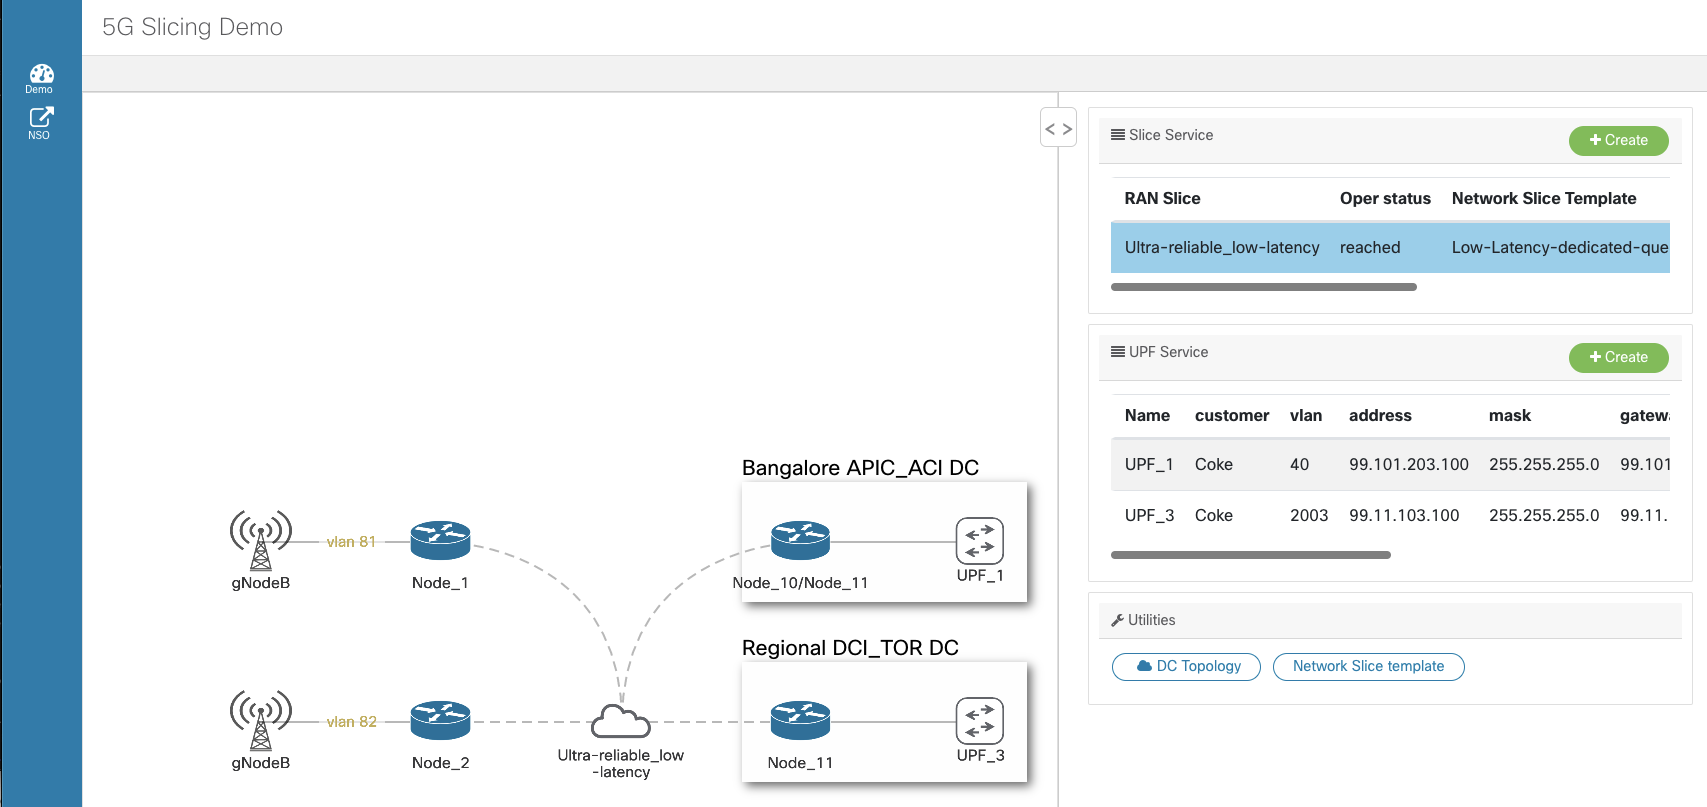 5G Slicing Demo
Demo
NSO
< >
Slice Service
+ Create
RAN Slice Oper status Network Slice Template
Ultra-reliable_low-latency reached Low-Latency-dedicated-que
UPF Service
+ Create
Name customer vlan address mask gatewa
UPF_1 Coke 40 99.101.203.100 255.255.255.0 99.101
UPF_3 Coke 2003 99.11.103.100 255.255.255.0 99.11.
Utilities
DC Topology Network Slice template
Bangalore APIC_ACI DC
vlan 81
gNodeB Node_1 Node_10/Node_11 UPF_1
Regional DCI_TOR DC
vlan 82
gNodeB Node_2 Node_11 UPF_3
Ultra-reliable_low
-latency